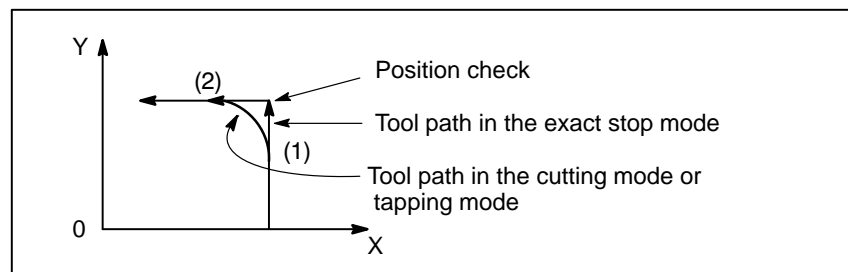 Y
(2)
Position check
Tool path in the exact stop mode
(1)
Tool path in the cutting mode or
tapping mode
0
X